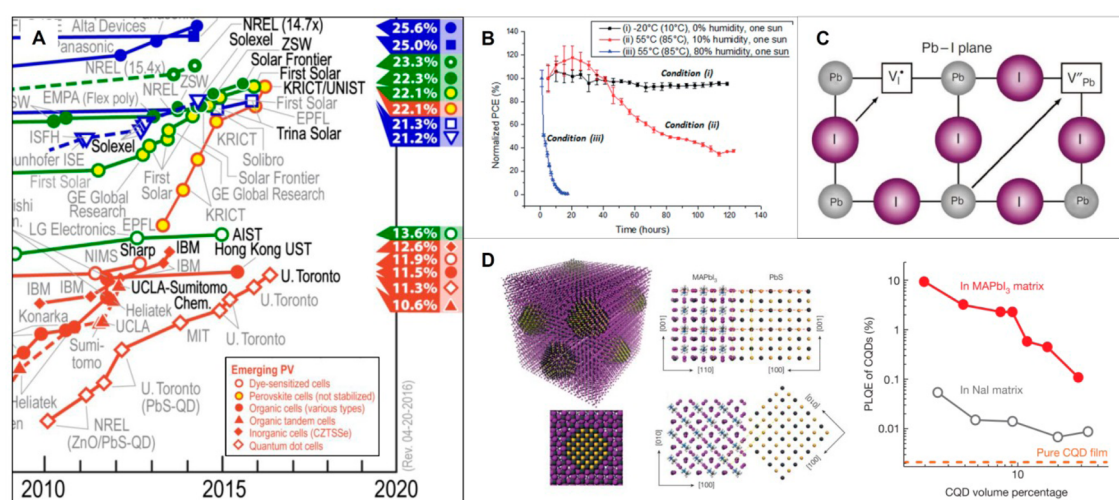 A
Alta Devices
Panasonic
NREL (14.7x)
Solexel
ZSW
Solar Frontier
First Solar
KRICT/UNIST
First Solar
EPFL
Trina Solar
NREL (15.4x)
NREL
ZSW
EMPA (Flex poly)
ISFH
Solexel
Fraunhofer ISE
First Solar
GE Global
Research
First
Solar
KRICT
Solibro
Solar Frontier
GE Global Research
KRICT
LG Electronics
EPFL
AIST
Hong Kong UST
Sharp
IBM
NIMS
IBM
U. Toronto
UCLA-Sumitomo
Chem.
IBM
IBM
Heliatek
Konarka
UCLA
U. Toronto
U. Toronto
MIT
Sumi-
tomo
Heliatek
U. Toronto
(PbS-QD)
NREL
(ZnO/PbS-QD)
25.6%
25.0%
23.3%
22.3%
22.1%
22.1%
21.3%
21.2%
13.6%
12.6%
11.9%
11.5%
11.3%
10.6%
Emerging PV
Dye-sensitized cells
Perovskite cells (not stabilized)
Organic cells (various types)
Organic tandem cells
Inorganic cells (CZTSSe)
Quantum dot cells
(Rev. 04-20-2016)
2010
2015
2020
B
(i) -20°C (10°C), 0% humidity, one sun
(ii) 55°C (85°C), 10% humidity, one sun
(iii) 55°C (85°C), 80% humidity, one sun
Condition (i)
Condition (ii)
Condition (iii)
Normalized PCE (%)
120
100
80
60
40
20
0
0 20 40 60 80 100 120 140
Time (hours)
C
Pb–I plane
Pb
V•I
Pb
I
V″Pb
I
I
I
Pb
I
Pb
I
Pb
D
MAPbI3
PbS
[001]
[110]
[100]
[001]
[010]
[100]
[010]
[100]
In MAPbI3 matrix
In NaI matrix
Pure CQD film
PLQE of CQDs (%)
10
1
0.1
0.01
10
CQD volume percentage